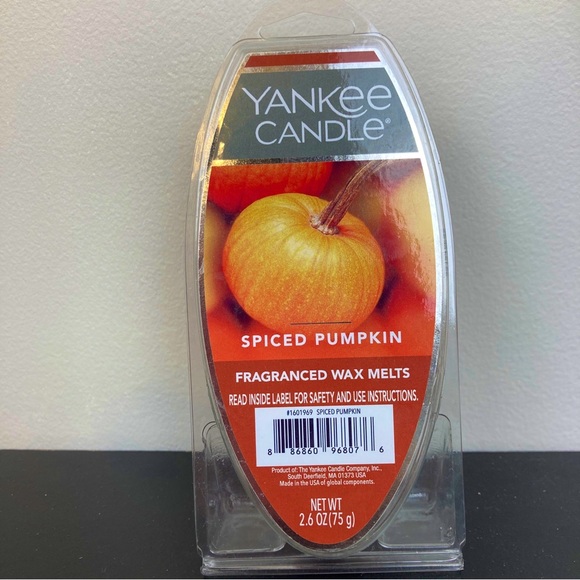 YANKEE
CANDLE®
SPICED PUMPKIN
FRAGRANCED WAX MELTS
READ INSIDE LABEL FOR SAFETY AND USE INSTRUCTIONS.
#1601969 SPICED PUMPKIN
8 86860 96807 6
Product of: The Yankee Candle Company, Inc.,
South Deerfield, MA 01373 USA
Made in the USA of global components.
NET WT
2.6 OZ (75 g)